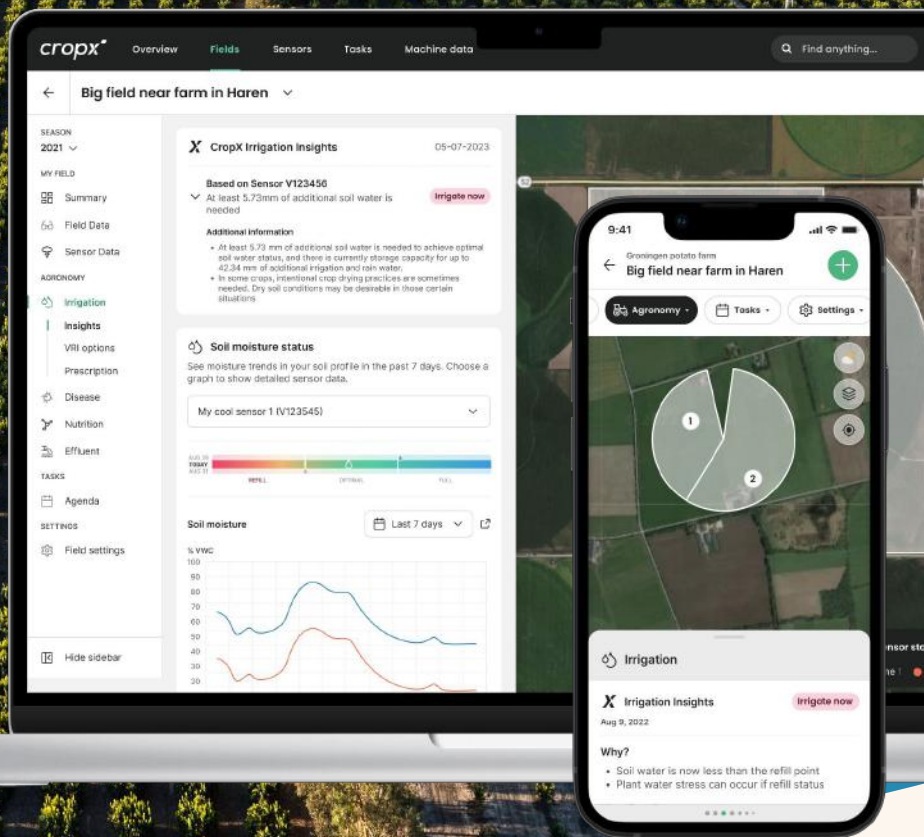 cropx
Overview Fields Sensors Tasks Machine data
Find anything...
Big field near farm in Haren
SEASON
2021
MY FIELD
Summary
Field Data
Sensor Data
AGRONOMY
Irrigation
Insights
VRI options
Prescription
Disease
Nutrition
Effluent
TASKS
Agenda
SETTINGS
Field settings
Hide sidebar
CropX Irrigation Insights 05-07-2023
Based on Sensor V123456
At least 5.73mm of additional soil water is
needed
Irrigate now
Additional information
• At least 5.73 mm of additional soil water is needed to achieve optimal
soil water status, and there is currently storage capacity for up to
42.34 mm of additional irrigation and rain water.
• In some crops, intentional crop drying practices are sometimes
needed. Dry soil conditions may be desirable in those certain
situations
Soil moisture status
See moisture trends in your soil profile in the past 7 days. Choose a
graph to show detailed sensor data.
My cool sensor 1 (V123545)
TODAY
REFILL OPTIMAL FULL
Soil moisture Last 7 days
% VWC
100
90
80
70
60
50
40
30
20
52
9:41
Groningen potato farm
Big field near farm in Haren
Agronomy Tasks Settings
1
2
Irrigation
Irrigation Insights Irrigate now
Aug 9, 2022
Why?
• Soil water is now less than the refill point
• Plant water stress can occur if refill status